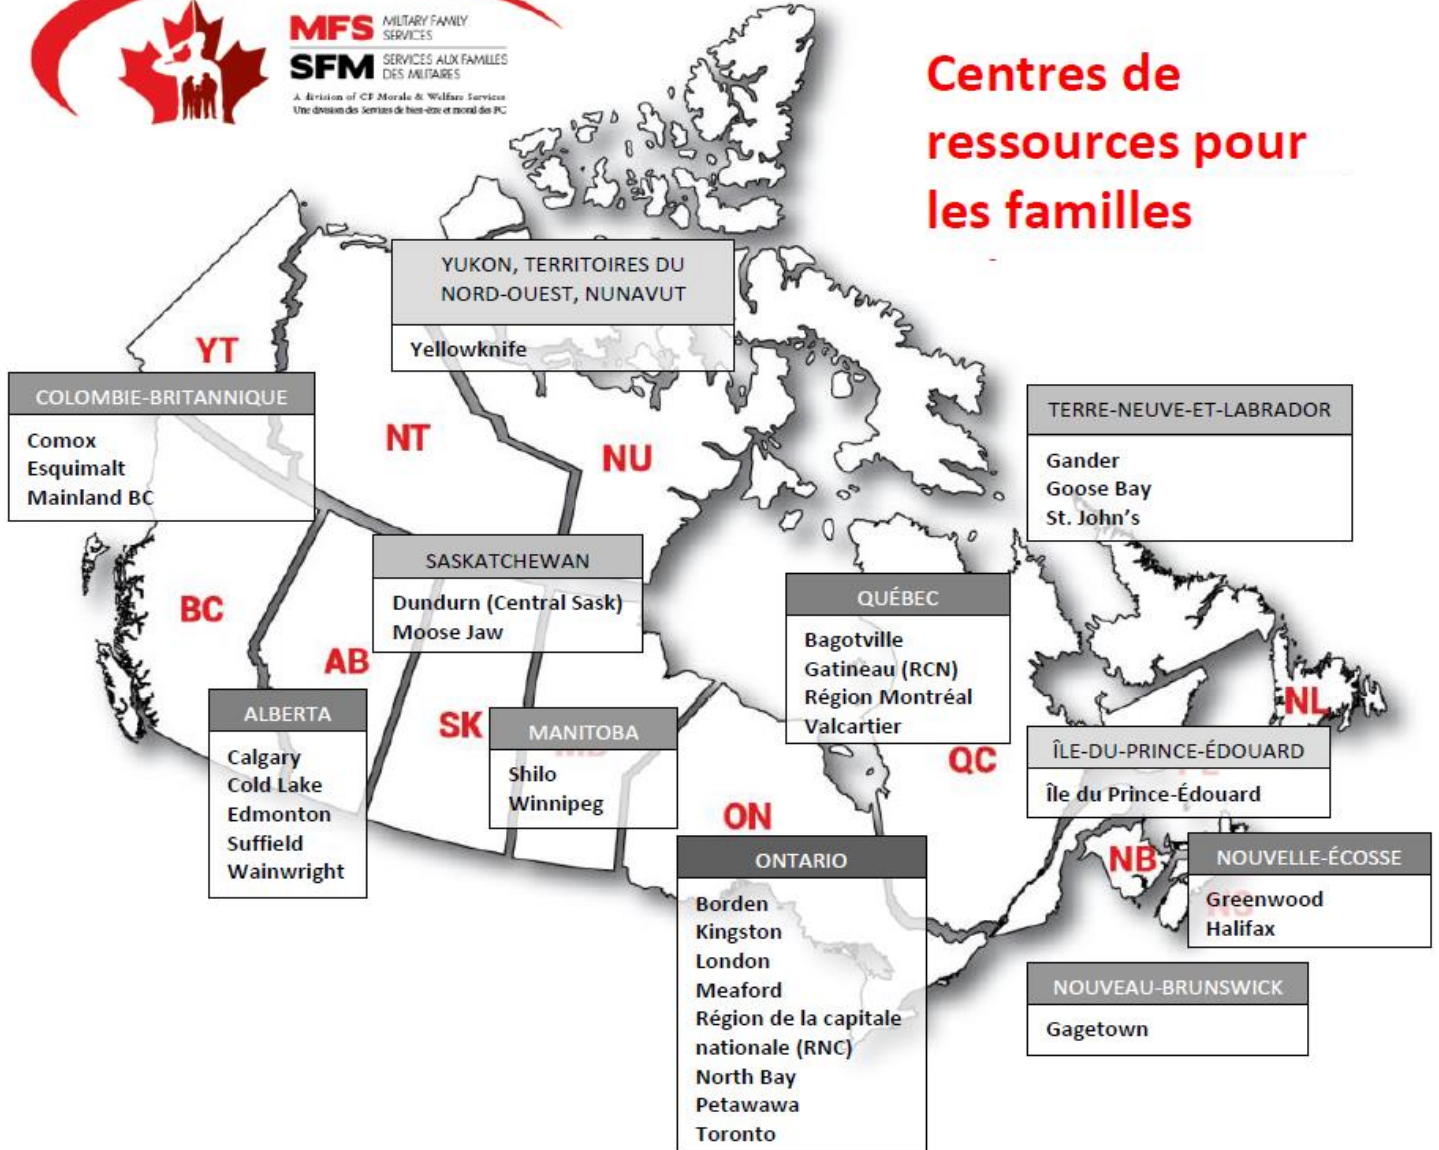 MFS MILITARY FAMILY
SERVICES
SFM SERVICES AUX FAMILLES
DES MILITAIRES
A division of CF Morale & Welfare Services
Une division des Services de bien-être et moral des FC
Centres de
ressources pour
les familles
YUKON, TERRITOIRES DU
NORD-OUEST, NUNAVUT
Yellowknife
YT
COLOMBIE-BRITANNIQUE
Comox
Esquimalt
Mainland BC
NT
NU
TERRE-NEUVE-ET-LABRADOR
Gander
Goose Bay
St. John’s
SASKATCHEWAN
Dundurn (Central Sask)
Moose Jaw
BC
AB
QUÉBEC
Bagotville
Gatineau (RCN)
Région Montréal
Valcartier
ALBERTA
Calgary
Cold Lake
Edmonton
Suffield
Wainwright
SK
MANITOBA
MB
Shilo
Winnipeg
NL
QC
ÎLE-DU-PRINCE-ÉDOUARD
PE
Île du Prince-Édouard
ON
ONTARIO
Borden
Kingston
London
Meaford
Région de la capitale
nationale (RNC)
North Bay
Petawawa
Toronto
NB
NOUVELLE-ÉCOSSE
NS
Greenwood
Halifax
NOUVEAU-BRUNSWICK
Gagetown